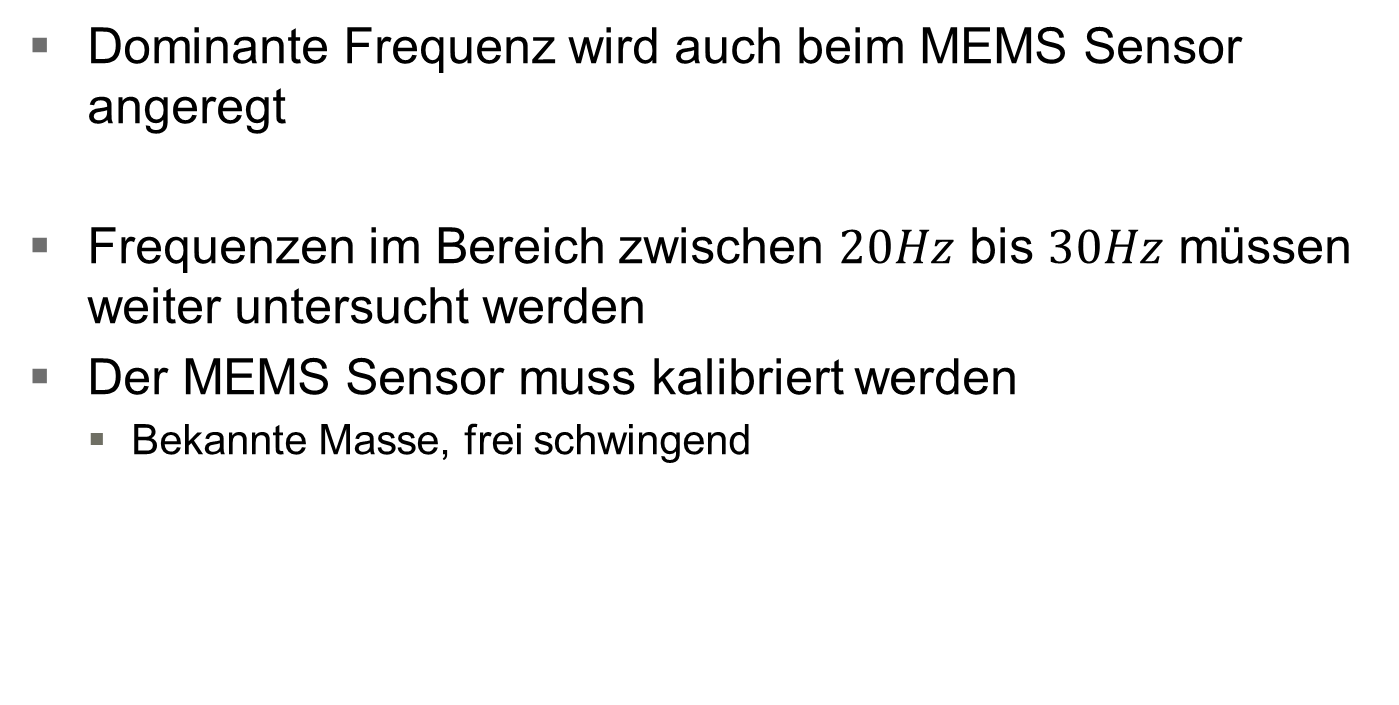 ▪ Dominante Frequenz wird auch beim MEMS Sensor
angeregt
▪ Frequenzen im Bereich zwischen 20Hz bis 30Hz müssen
weiter untersucht werden
▪ Der MEMS Sensor muss kalibriert werden
▪ Bekannte Masse, frei schwingend